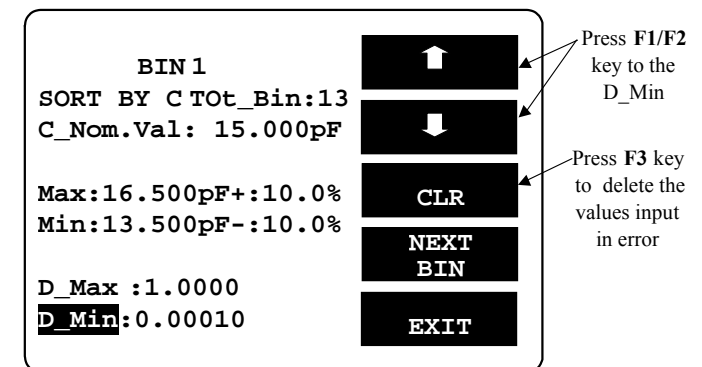 BIN 1
SORT BY C TOt_Bin:13
C_Nom.Val: 15.000pF
Max:16.500pF+:10.0%
Min:13.500pF-:10.0%
D_Max :1.0000
D_Min:0.00010
CLR
NEXT
BIN
EXIT
Press F1/F2
key to the
D_Min
Press F3 key
to delete the
values input
in error